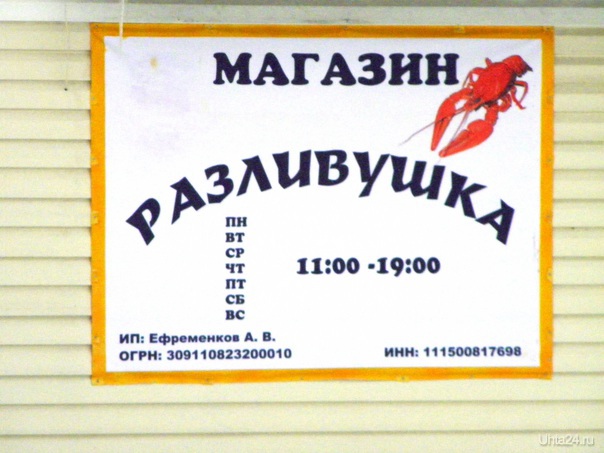 МАГАЗИН
РАЗЛИВУШКА
ПН
ВТ
СР
ЧТ
ПТ
СБ
ВС
11:00 -19:00
ИП: Ефременков А. В.
ОГРН: 309110823200010
ИНН: 111500817698
Uhta24.ru